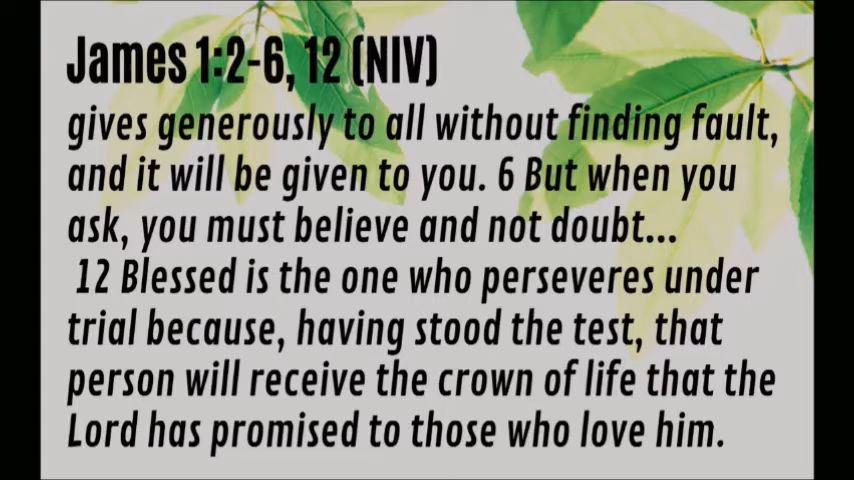 James 1:2-6, 12 (NIV)
gives generously to all without finding fault,
and it will be given to you. 6 But when you
ask, you must believe and not doubt...
12 Blessed is the one who perseveres under
trial because, having stood the test, that
person will receive the crown of life that the
Lord has promised to those who love him.